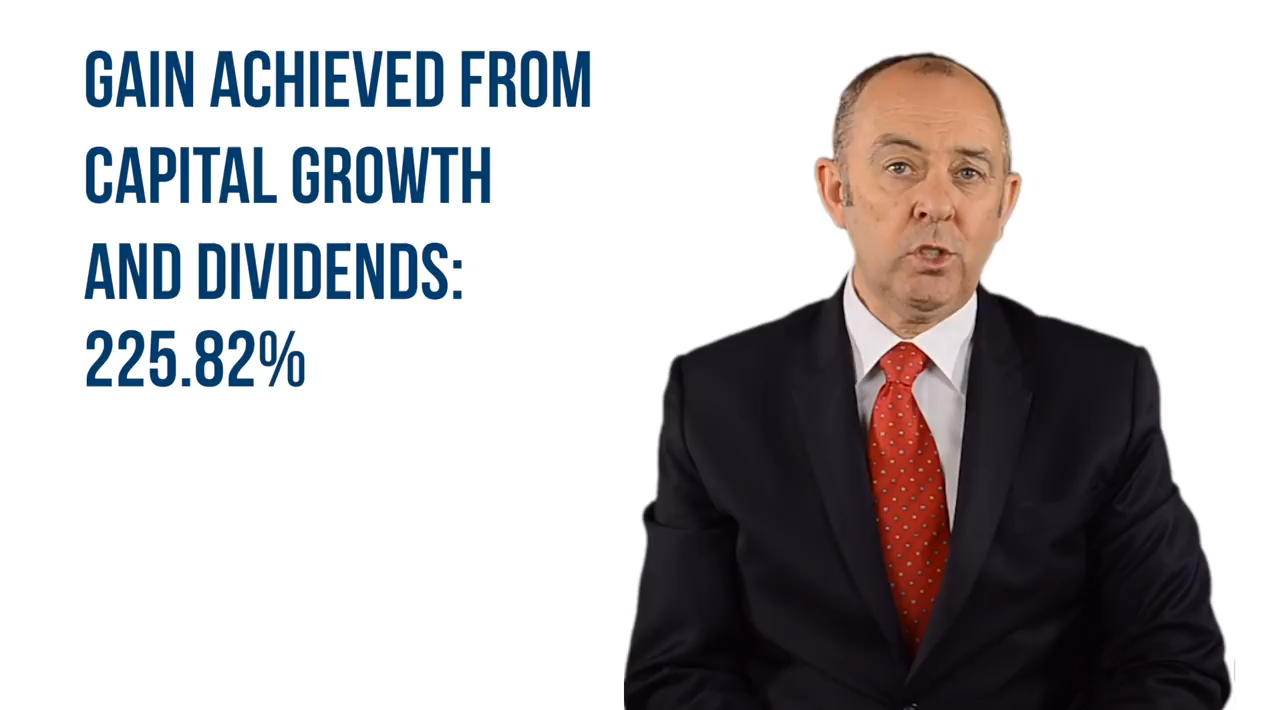 GAIN ACHIEVED FROM
CAPITAL GROWTH
AND DIVIDENDS:
225.82%